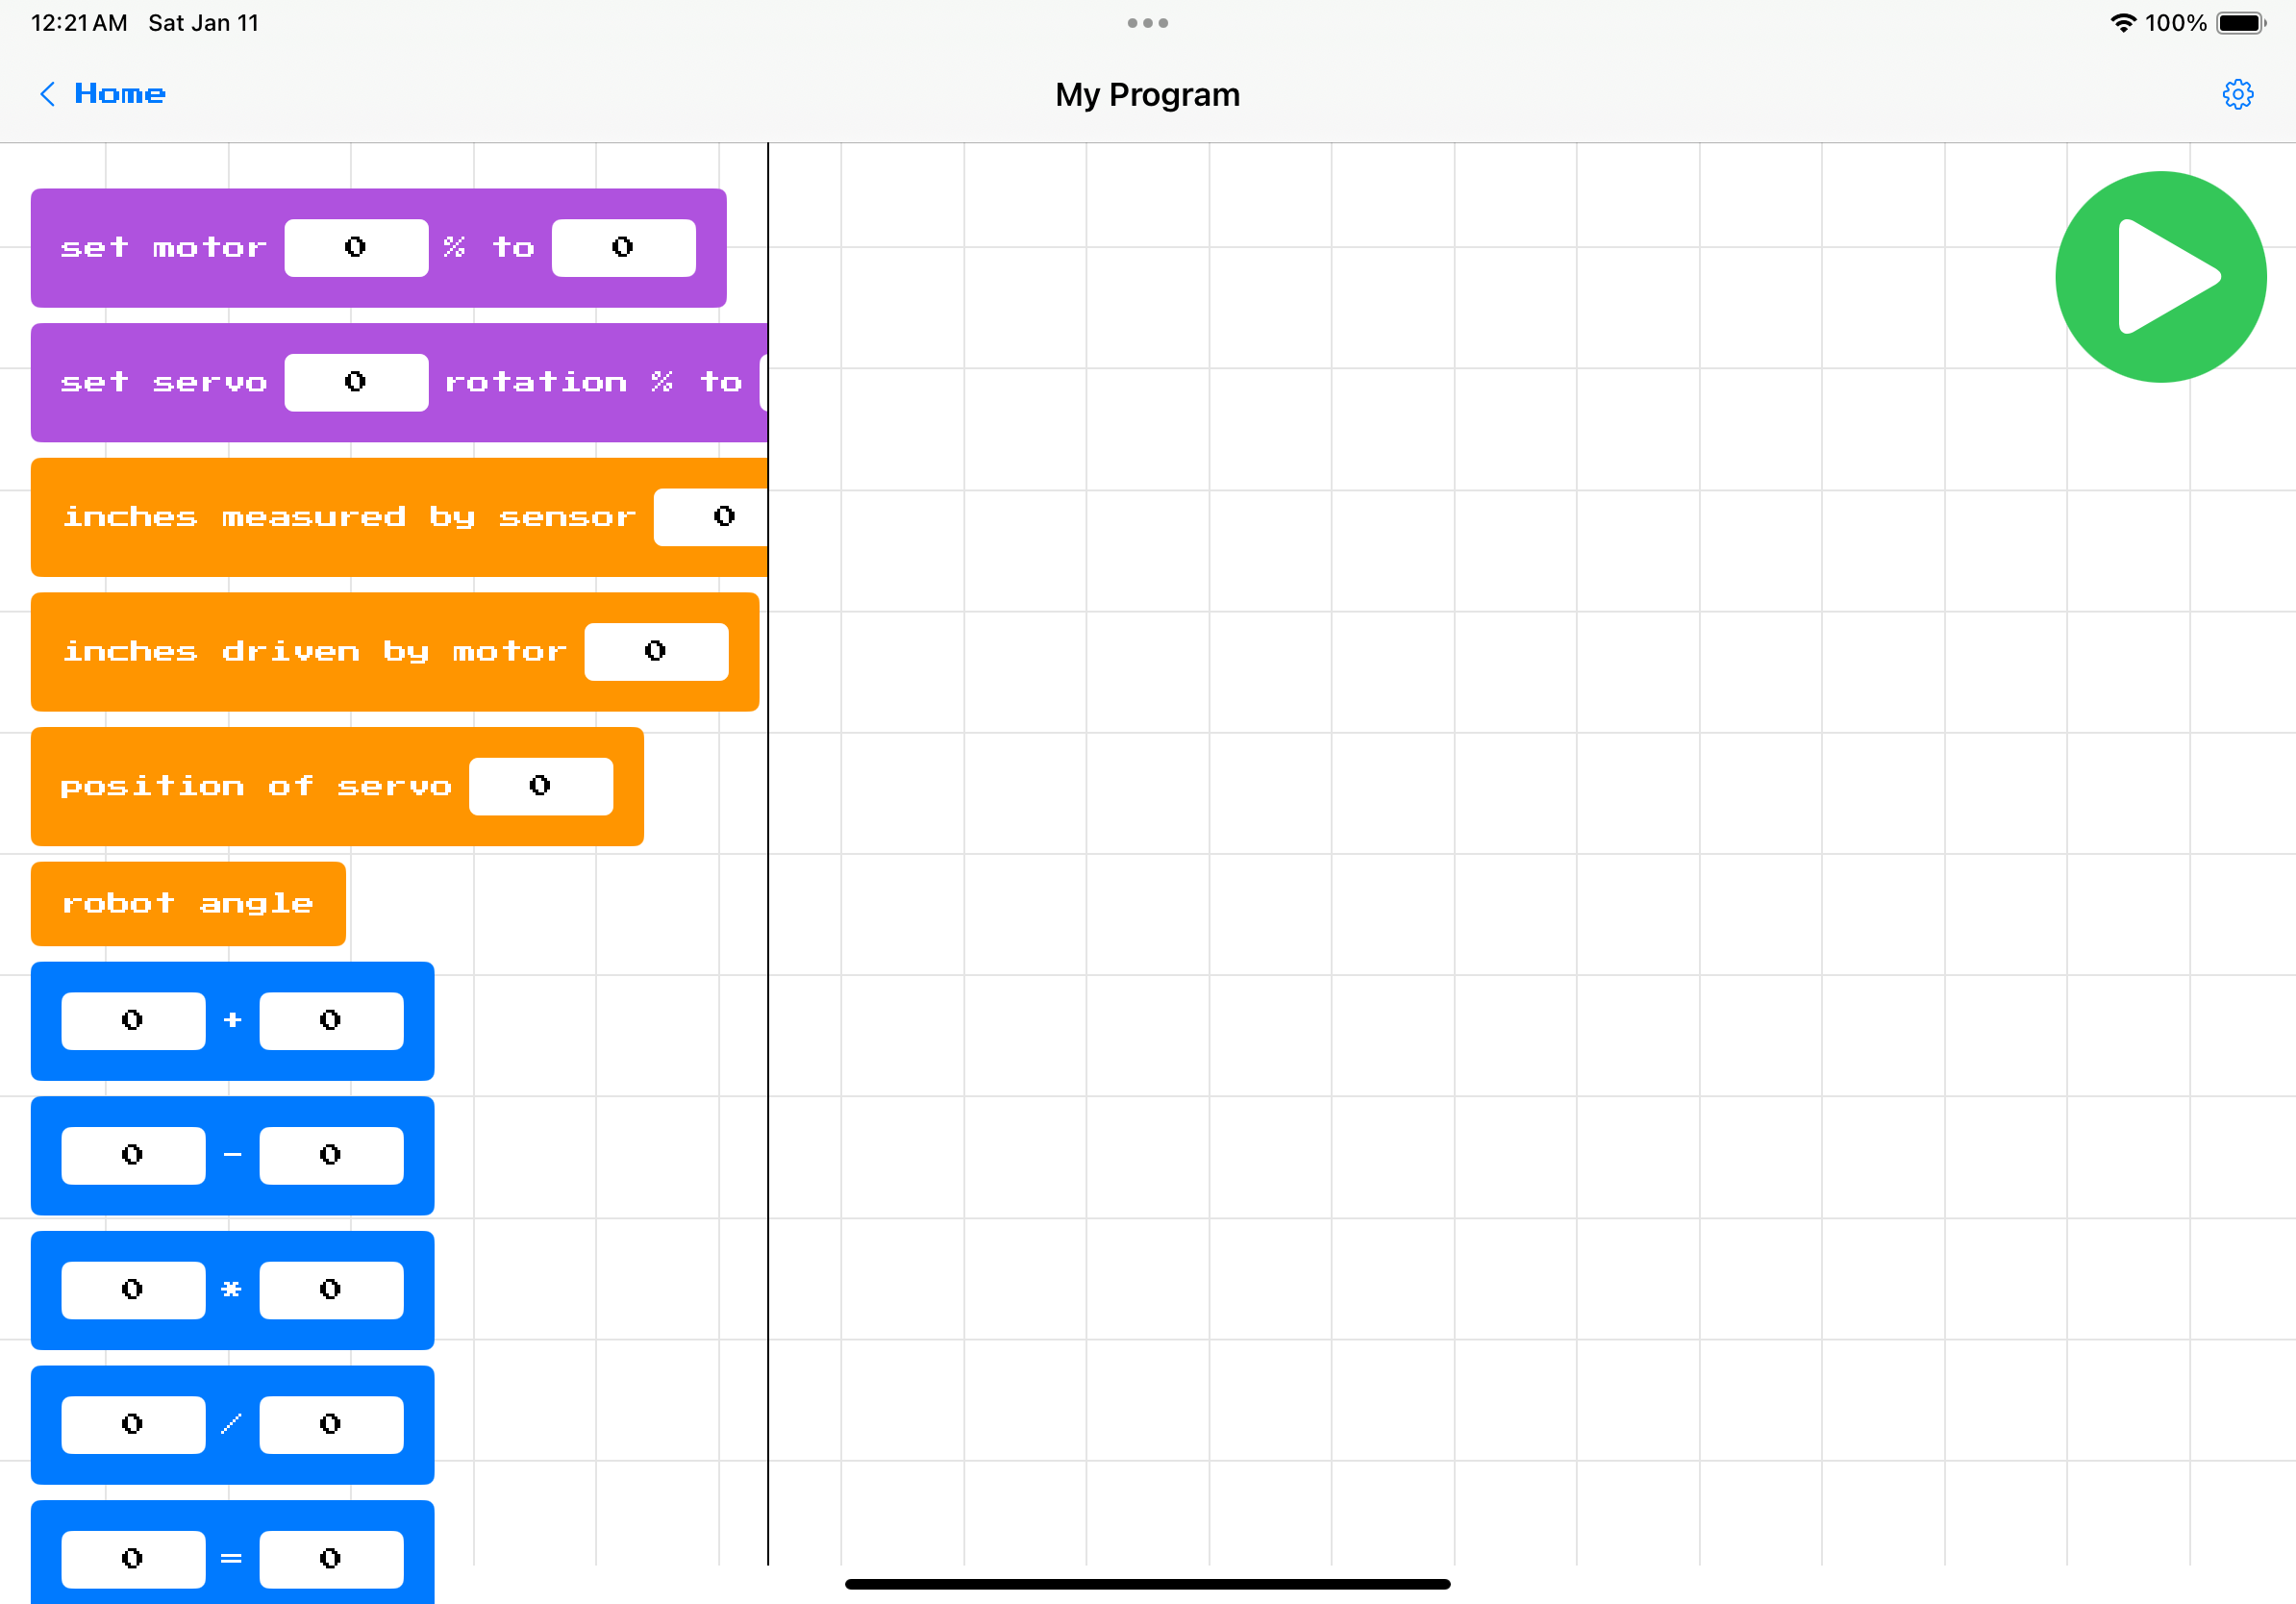 12:21 AM Sat Jan 11
100%
Home
My Program
set motor 0 % to 0
set servo 0 rotation % to
inches measured by sensor 0
inches driven by motor 0
position of servo 0
robot angle
0 + 0
0 - 0
0 * 0
0 / 0
0 = 0